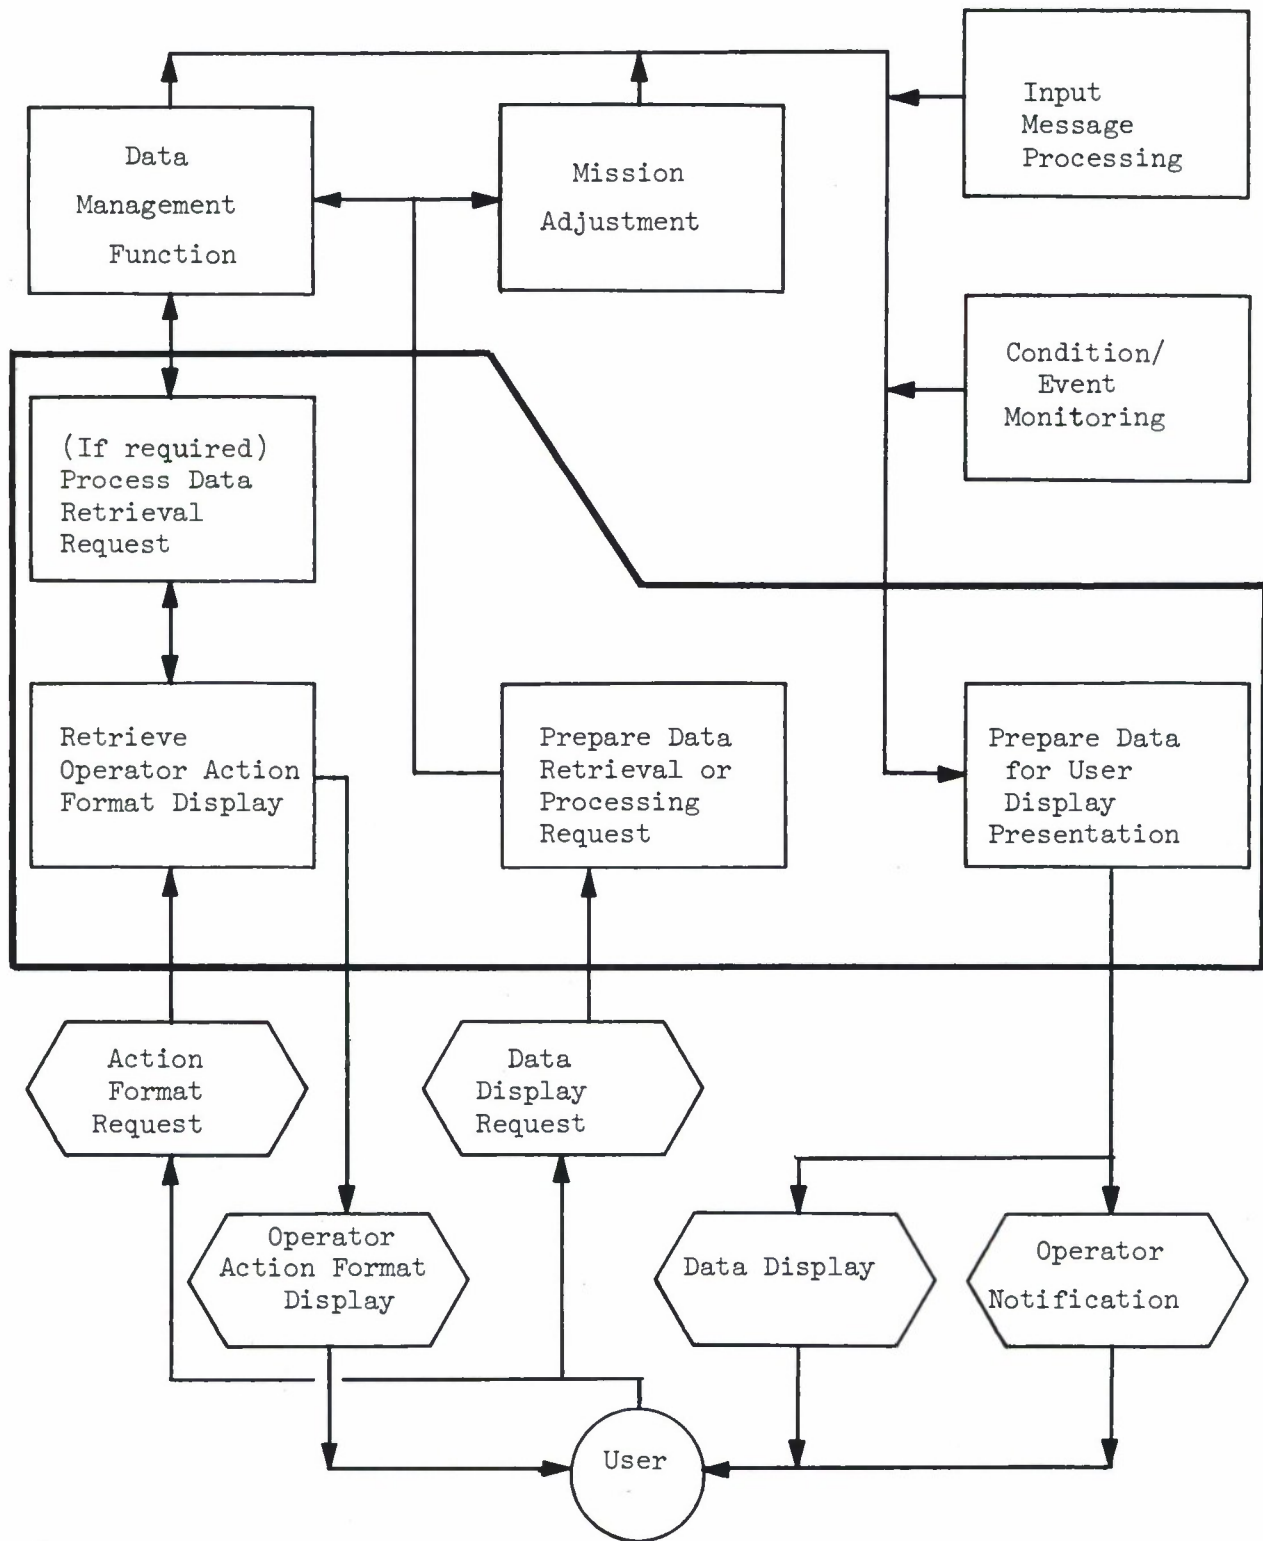 Input
Message
Processing
Data
Management
Function
Mission
Adjustment
Condition/
Event
Monitoring
(If required)
Process Data
Retrieval
Request
Retrieve
Operator Action
Format Display
Prepare Data
Retrieval or
Processing
Request
Prepare Data
for User
Display
Presentation
Action
Format
Request
Data
Display
Request
Operator
Action Format
Display
Data Display
Operator
Notification
User